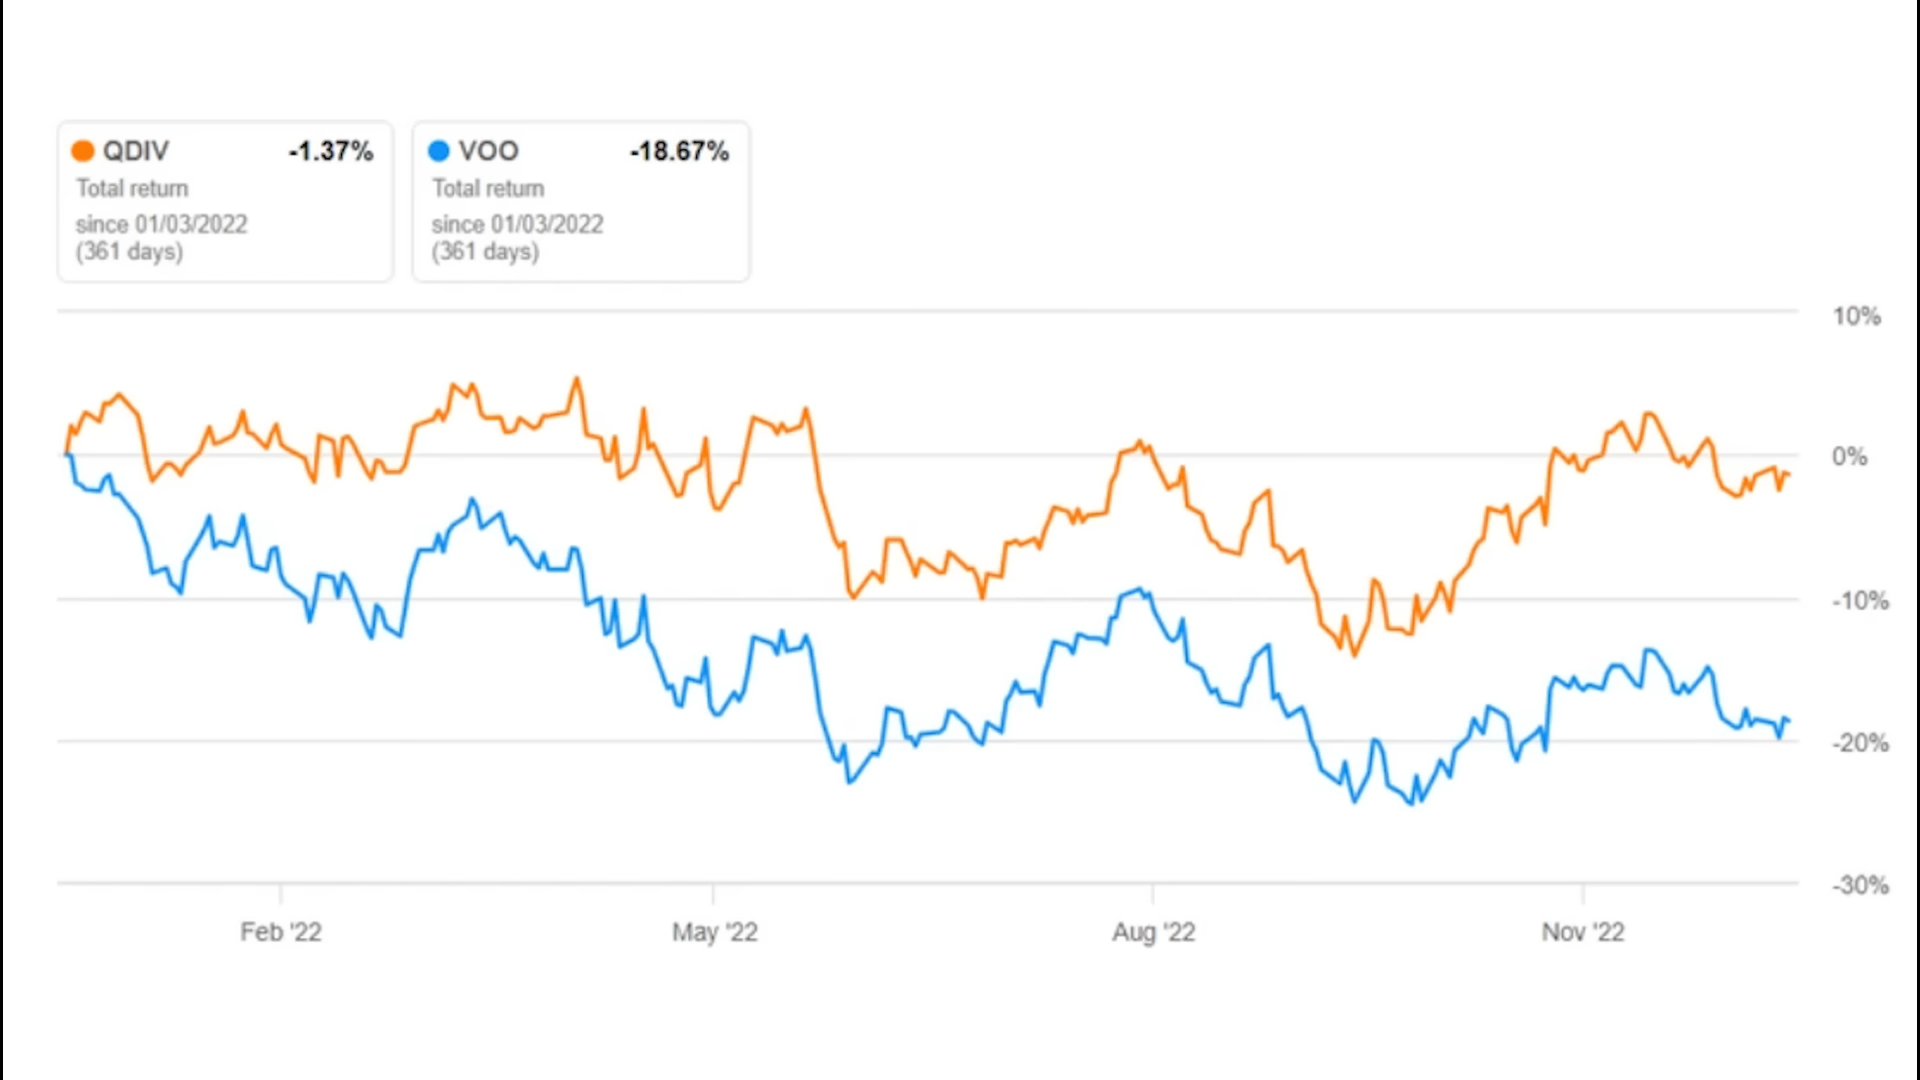 QDIV -1.37%
Total return
since 01/03/2022
(361 days)
VOO -18.67%
Total return
since 01/03/2022
(361 days)
10%
0%
-10%
-20%
-30%
Feb '22 May '22 Aug '22 Nov '22